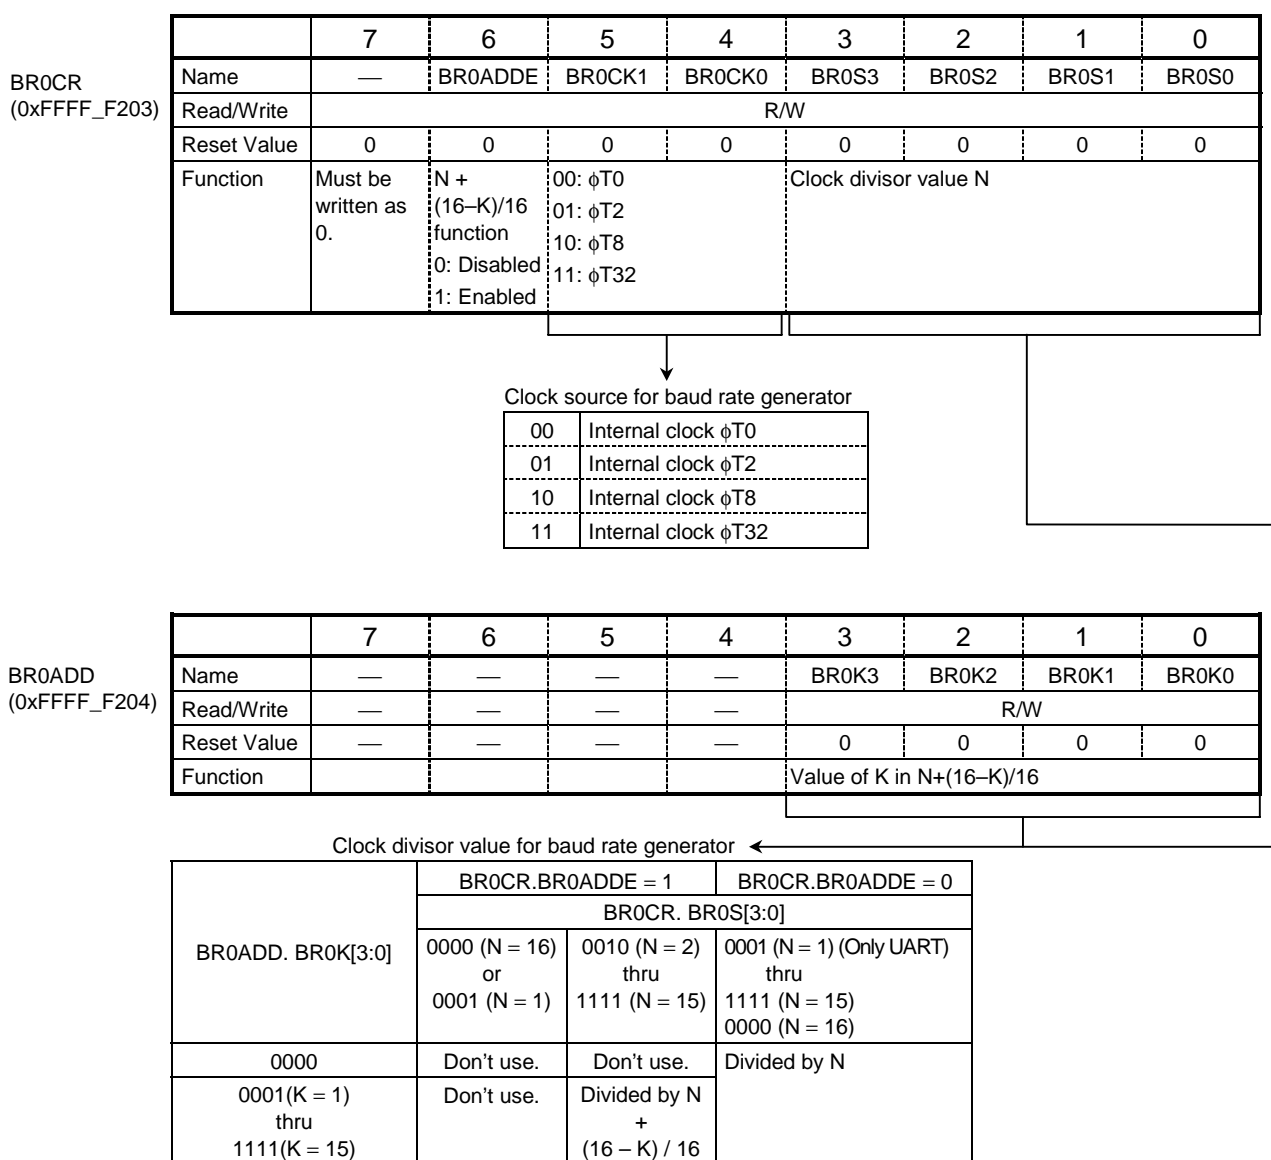 7 6 5 4 3 2 1 0
BR0CR
(0xFFFF_F203)
Name — BR0ADDE BR0CK1 BR0CK0 BR0S3 BR0S2 BR0S1 BR0S0
Read/Write R/W
Reset Value 0 0 0 0 0 0 0 0
Function Must be written as 0. N + (16–K)/16 function 0: Disabled 1: Enabled 00: ϕT0 01: ϕT2 10: ϕT8 11: ϕT32 Clock divisor value N
Clock source for baud rate generator
00 Internal clock ϕT0
01 Internal clock ϕT2
10 Internal clock ϕT8
11 Internal clock ϕT32
7 6 5 4 3 2 1 0
BR0ADD
(0xFFFF_F204)
Name — — — — BR0K3 BR0K2 BR0K1 BR0K0
Read/Write — — — — R/W
Reset Value — — — — 0 0 0 0
Function Value of K in N+(16–K)/16
Clock divisor value for baud rate generator
BR0ADD. BR0K[3:0]
BR0CR.BR0ADDE = 1 BR0CR.BR0ADDE = 0
BR0CR. BR0S[3:0]
0000 (N = 16) or 0001 (N = 1) 0010 (N = 2) thru 1111 (N = 15) 0001 (N = 1) (Only UART) thru 1111 (N = 15) 0000 (N = 16)
0000 Don't use. Don't use. Divided by N
0001(K = 1) thru 1111(K = 15) Don't use. Divided by N + (16 – K) / 16